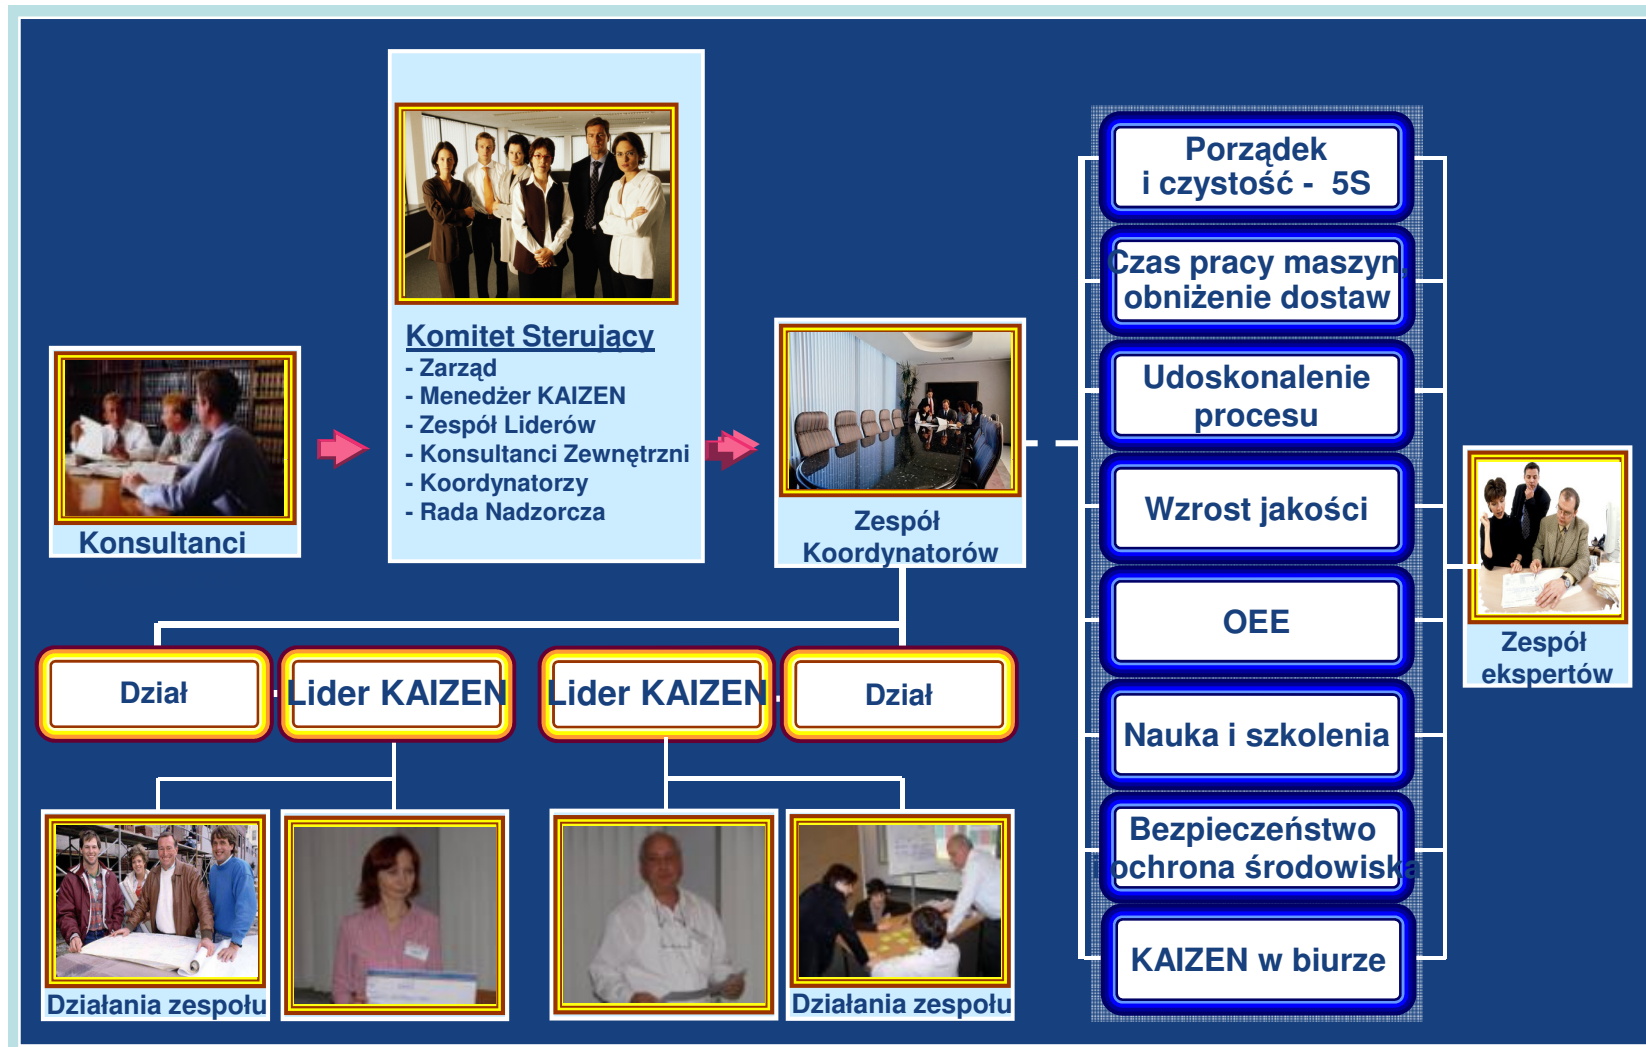 Konsultanci
Komitet Sterujący
- Zarząd
- Menedżer KAIZEN
- Zespół Liderów
- Konsultanci Zewnętrzni
- Koordynatorzy
- Rada Nadzorcza
Zespół
Koordynatorów
Porządek
i czystość - 5S
Czas pracy maszyn,
obniżenie dostaw
Udoskonalenie
procesu
Wzrost jakości
OEE
Nauka i szkolenia
Bezpieczeństwo
ochrona środowiska
KAIZEN w biurze
Zespół
ekspertów
Dział
Lider KAIZEN
Lider KAIZEN
Dział
Działania zespołu
Działania zespołu